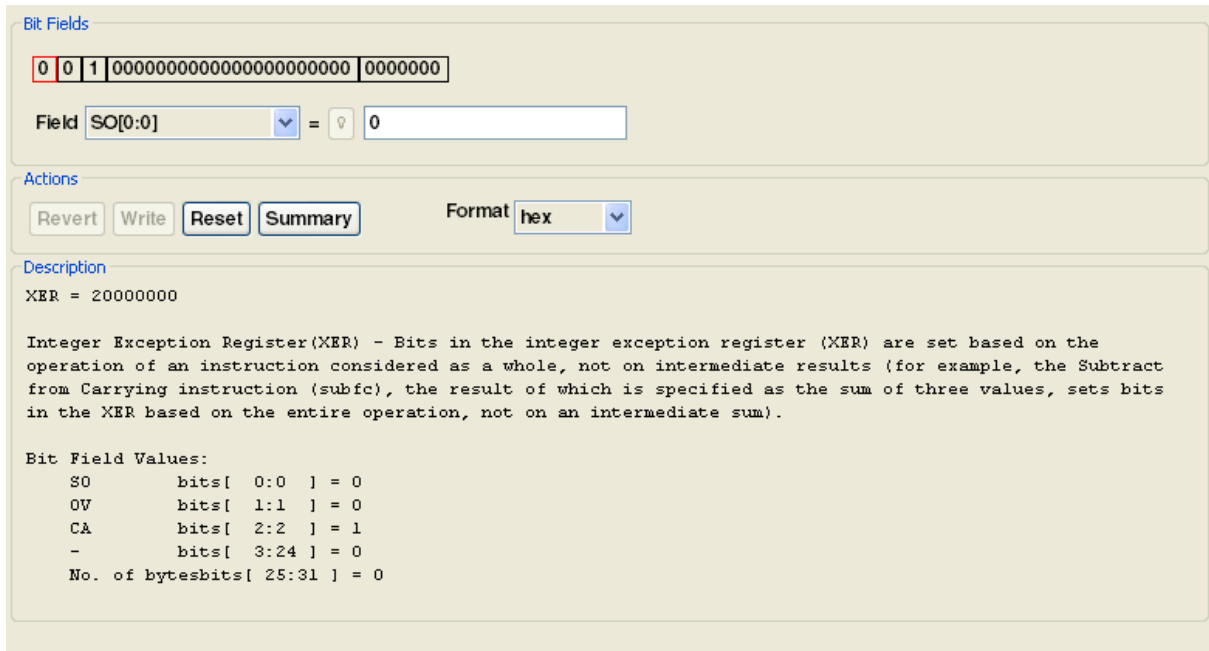 Bit Fields
0 0 1 0000000000000000000000 0000000
Field SO[0:0] = 0
Actions
Revert Write Reset Summary Format hex
Description
XER = 20000000
Integer Exception Register(XER) - Bits in the integer exception register (XER) are set based on the
operation of an instruction considered as a whole, not on intermediate results (for example, the Subtract
from Carrying instruction (subfc), the result of which is specified as the sum of three values, sets bits
in the XER based on the entire operation, not on an intermediate sum).
Bit Field Values:
SO bits[ 0:0 ] = 0
OV bits[ 1:1 ] = 0
CA bits[ 2:2 ] = 1
- bits[ 3:24 ] = 0
No. of bytesbits[ 25:31 ] = 0